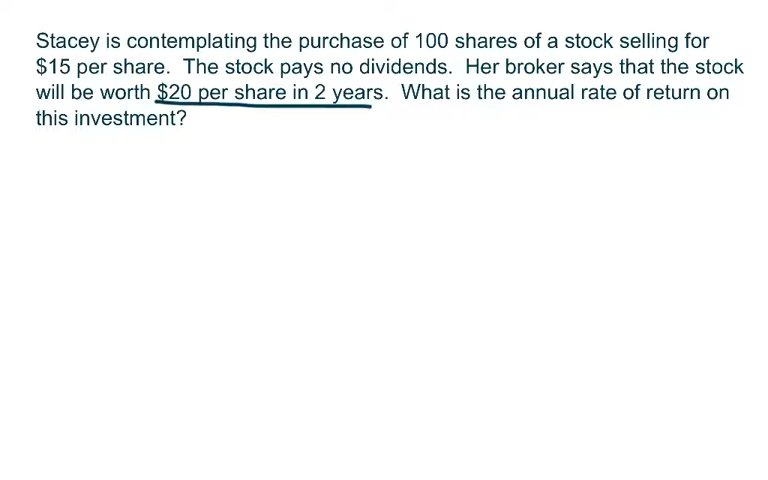 Stacey is contemplating the purchase of 100 shares of a stock selling for
$15 per share.  The stock pays no dividends.  Her broker says that the stock
will be worth $20 per share in 2 years.  What is the annual rate of return on
this investment?